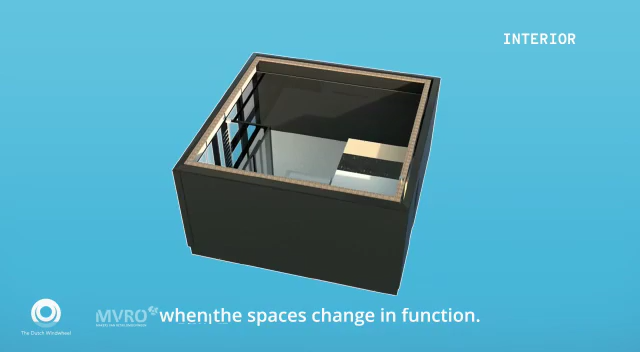 INTERIOR
when the spaces change in function.
MVRO
The Dutch Windwheel